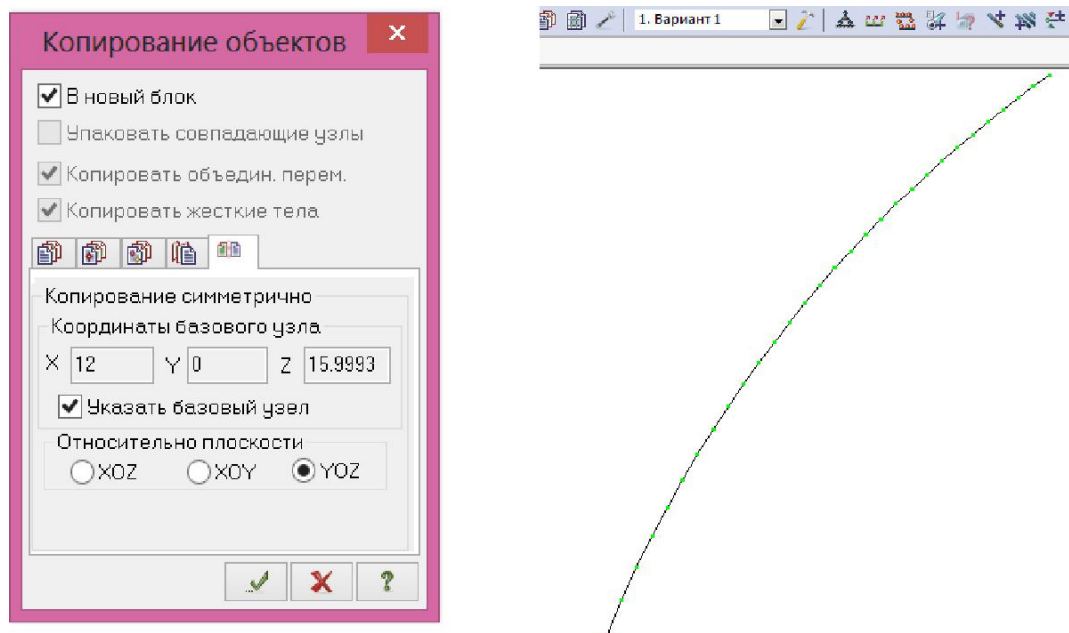 Копирование объектов
В новый блок
Упаковать совпадающие узлы
Копировать объедин. перем.
Копировать жесткие тела
Копирование симметрично
Координаты базового узла
X 12 Y 0 Z 15.9993
Указать базовый узел
Относительно плоскости
XOZ XOY YOZ
?
1. Вариант 1